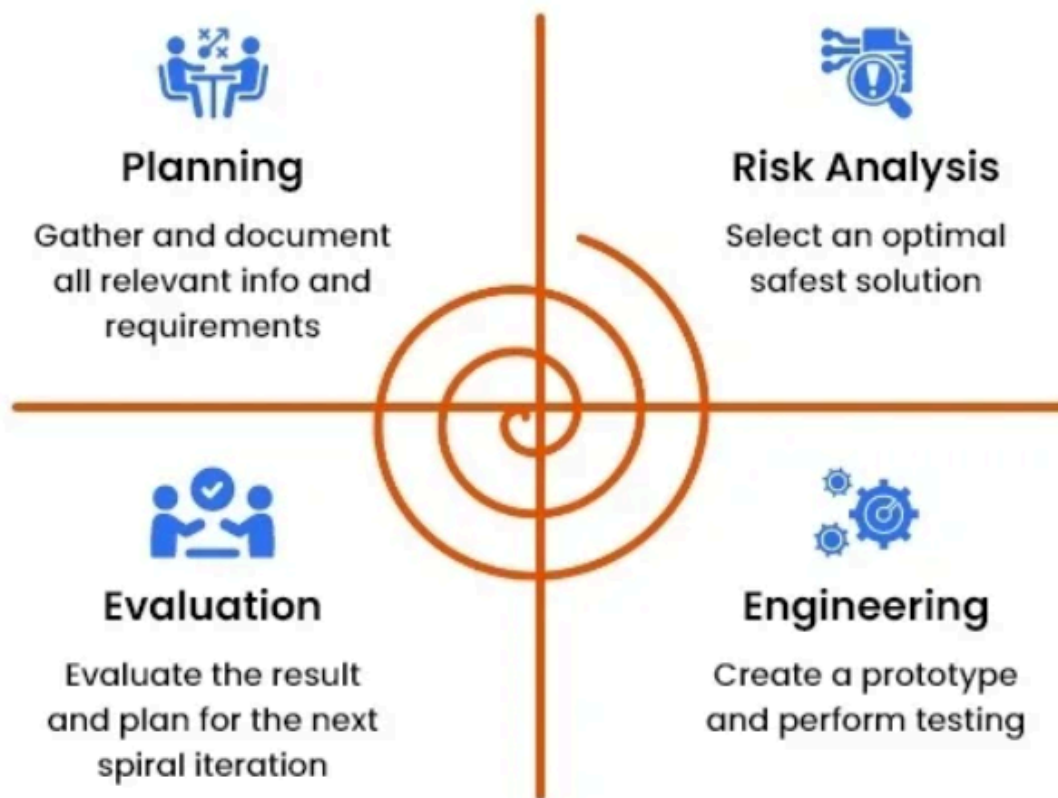 Planning
Gather and document
all relevant info and
requirements
Risk Analysis
Select an optimal
safest solution
Evaluation
Evaluate the result
and plan for the next
spiral iteration
Engineering
Create a prototype
and perform testing